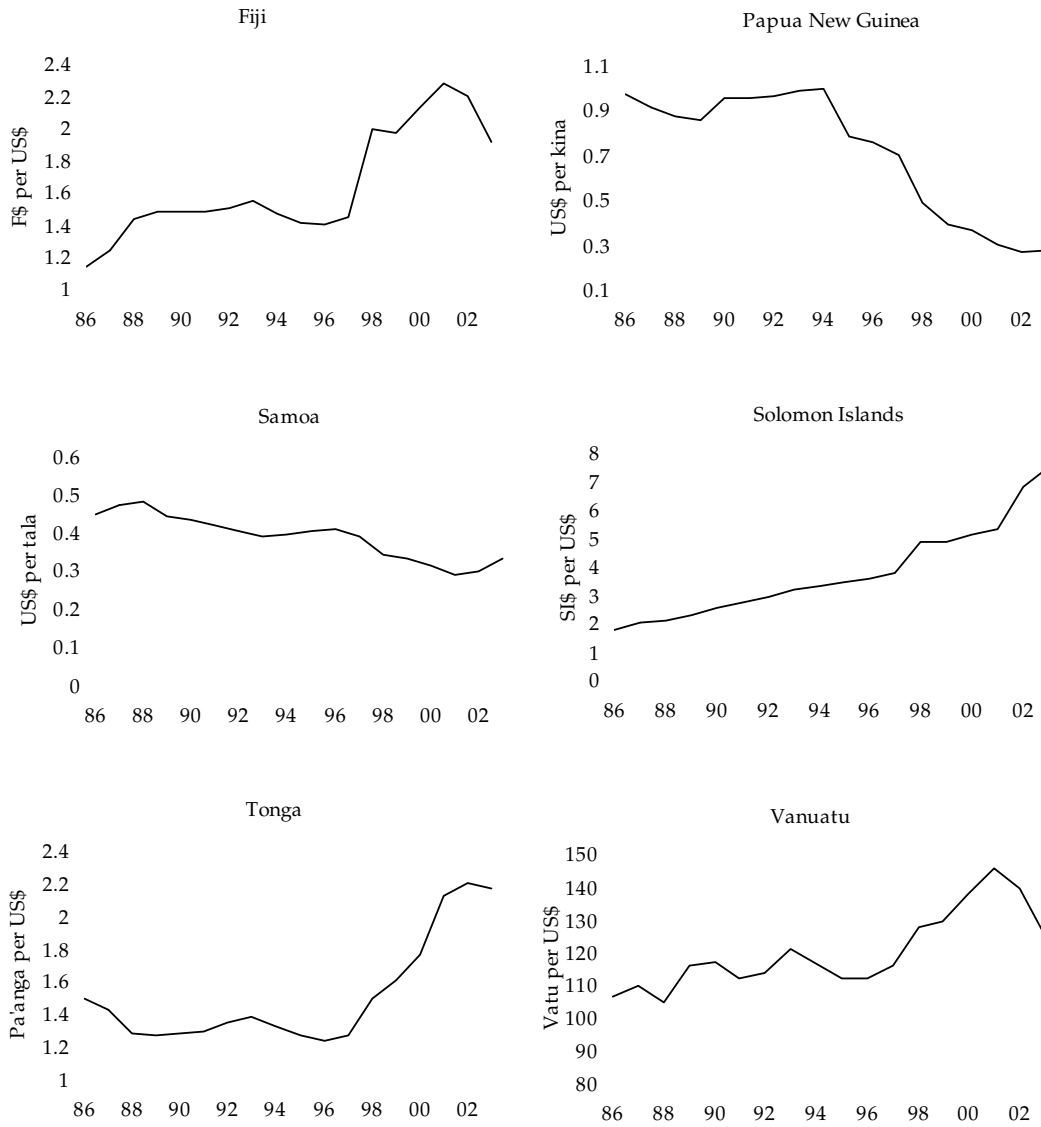 Fiji
F$ per US$
2.4
2.2
2
1.8
1.6
1.4
1.2
1
86 88 90 92 94 96 98 00 02
Papua New Guinea
US$ per kina
1.1
0.9
0.7
0.5
0.3
0.1
86 88 90 92 94 96 98 00 02
Samoa
US$ per tala
0.6
0.5
0.4
0.3
0.2
0.1
0
86 88 90 92 94 96 98 00 02
Solomon Islands
SI$ per US$
8
7
6
5
4
3
2
1
0
86 88 90 92 94 96 98 00 02
Tonga
Pa'anga per US$
2.4
2.2
2
1.8
1.6
1.4
1.2
1
86 88 90 92 94 96 98 00 02
Vanuatu
Vatu per US$
150
140
130
120
110
100
90
80
86 88 90 92 94 96 98 00 02